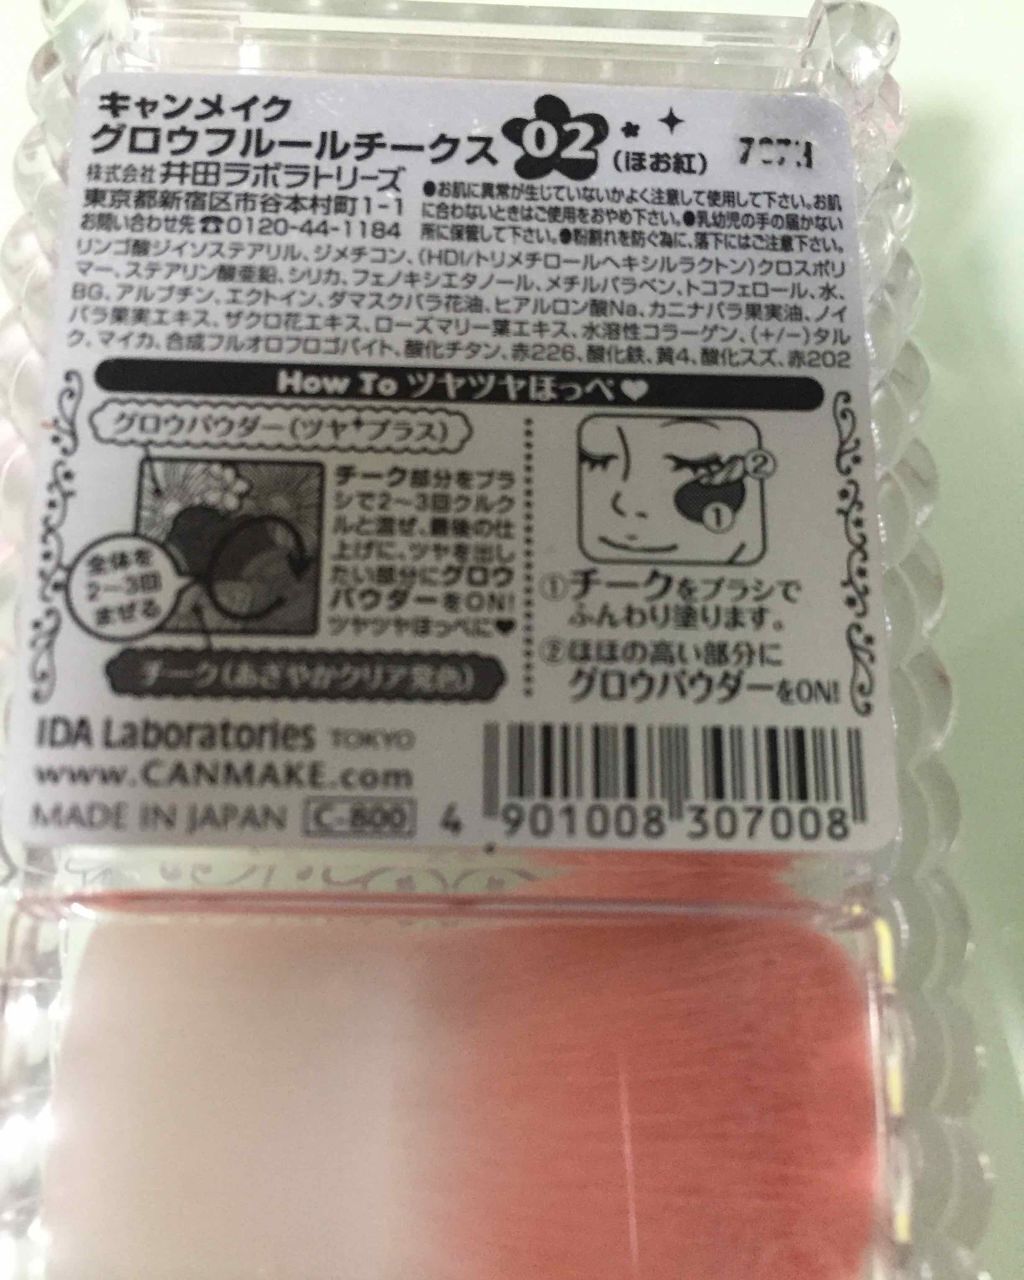 キャンメイク
グロウフルールチークス 02 (ほお紅)
株式会社 井田ラボラトリーズ
東京都新宿区市谷本村町1-1
お問い合わせ先☎0120-44-1184
●お肌に異常が生じていないかよく注意して使用して下さい。お肌
に合わないときはご使用をおやめ下さい。●乳幼児の手の届かない
所に保管して下さい。●粉割れを防ぐ為に、落下にはご注意下さい。
リンゴ酸ジイソステアリル、ジメチコン、(HDI/トリメチロールヘキシルラクトン)クロスポリ
マー、ステアリン酸亜鉛、シリカ、フェノキシエタノール、メチルパラベン、トコフェロール、水、
BG、アルブチン、エクトイン、ダマスクバラ花油、ヒアルロン酸Na、カニナバラ果実油、ノイ
バラ果実エキス、ザクロ花エキス、ローズマリー葉エキス、水溶性コラーゲン、(+/−)タル
ク、マイカ、合成フルオロフロゴパイト、酸化チタン、赤226、酸化鉄、黄4、酸化スズ、赤202
How To ツヤツヤほっぺ♥
グロウパウダー(ツヤ+プラス)
全体を
2〜3回
まぜる
チーク部分をブラ
シで2〜3回クルク
ルと混ぜ、最後の仕
上げに、ツヤを出し
たい部分にグロウ
パウダーをON!
ツヤツヤほっぺに♥
チーク(あざやかクリア発色)
②
①
①チークをブラシで
ふんわり塗ります。
②ほほの高い部分に
グロウパウダーをON!
IDA Laboratories TOKYO
www.CANMAKE.com
MADE IN JAPAN C-800
4 901008 307008